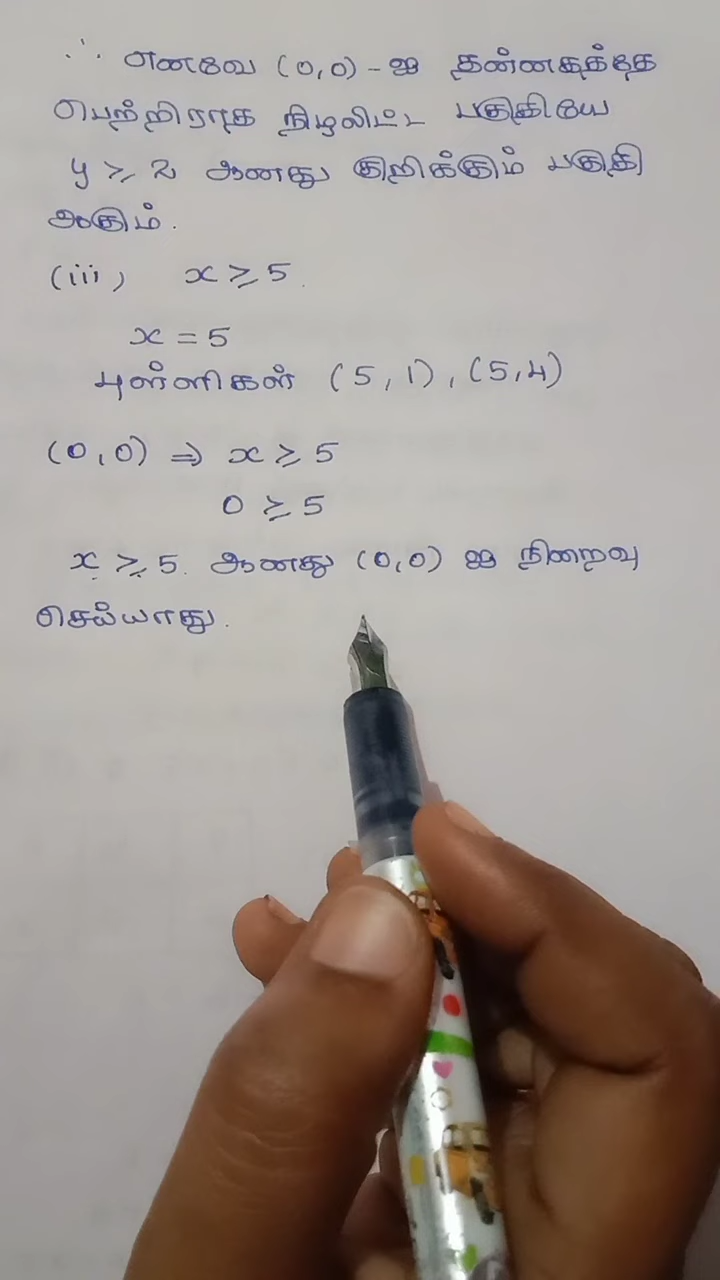 ∴ எனவே (0,0) - ஐ தன்னகத்தே
பெற்றிராத நிழலிட்ட பகுதியே
y ≥ 2 ஆனது குறிக்கும் பகுதி
ஆகும்.
(iii) x ≥ 5.
x = 5
புள்ளிகள் (5,1), (5,4)
(0,0) ⇒ x ≥ 5
0 ≥ 5
x ≥ 5. ஆனது (0,0) ஐ நிறைவு
செய்யாது.